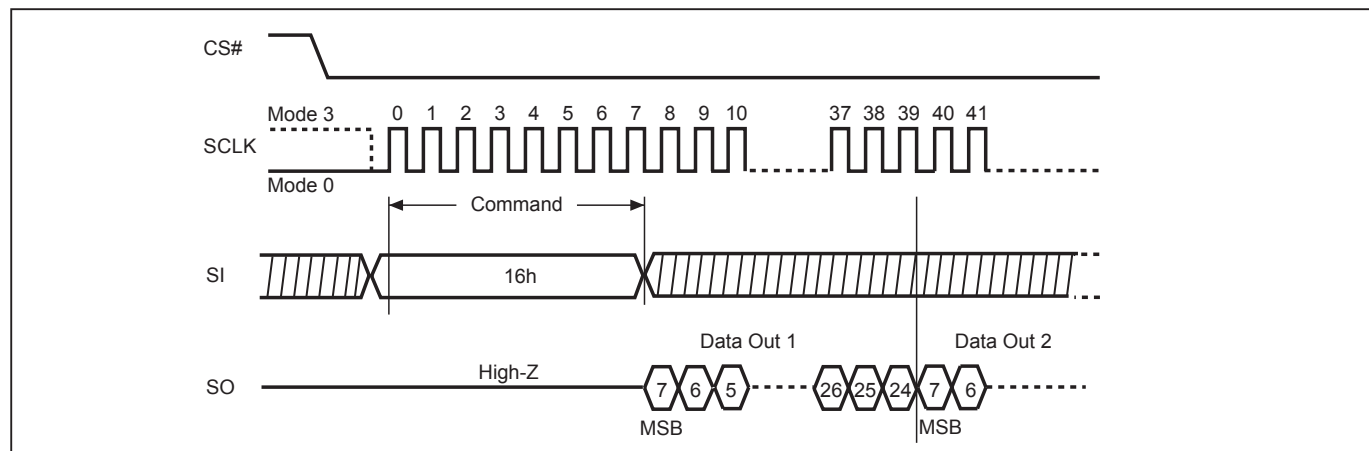 CS#
Mode 3
0 1 2 3 4 5 6 7 8 9 10 37 38 39 40 41
SCLK
Mode 0
Command
SI
16h
Data Out 1 Data Out 2
High-Z
SO
7 6 5 26 25 24 7 6
MSB MSB